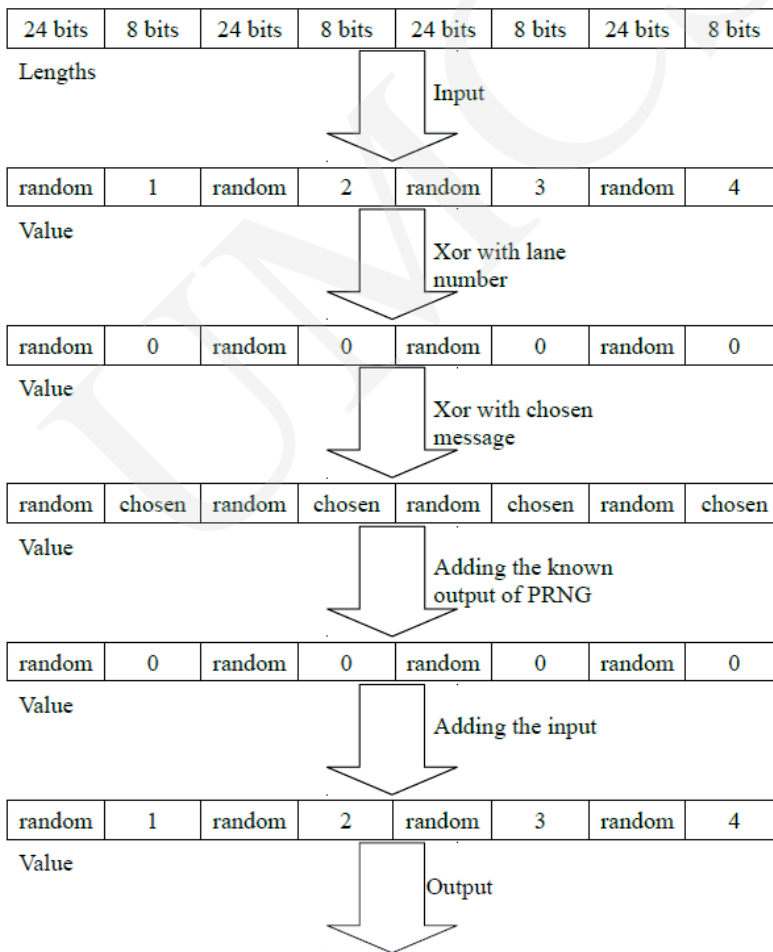 24 bits 8 bits 24 bits 8 bits 24 bits 8 bits 24 bits 8 bits
Lengths
Input
random 1 random 2 random 3 random 4
Value
Xor with lane
number
random 0 random 0 random 0 random 0
Value
Xor with chosen
message
random chosen random chosen random chosen random chosen
Value
Adding the known
output of PRNG
random 0 random 0 random 0 random 0
Value
Adding the input
random 1 random 2 random 3 random 4
Value
Output
UMCS